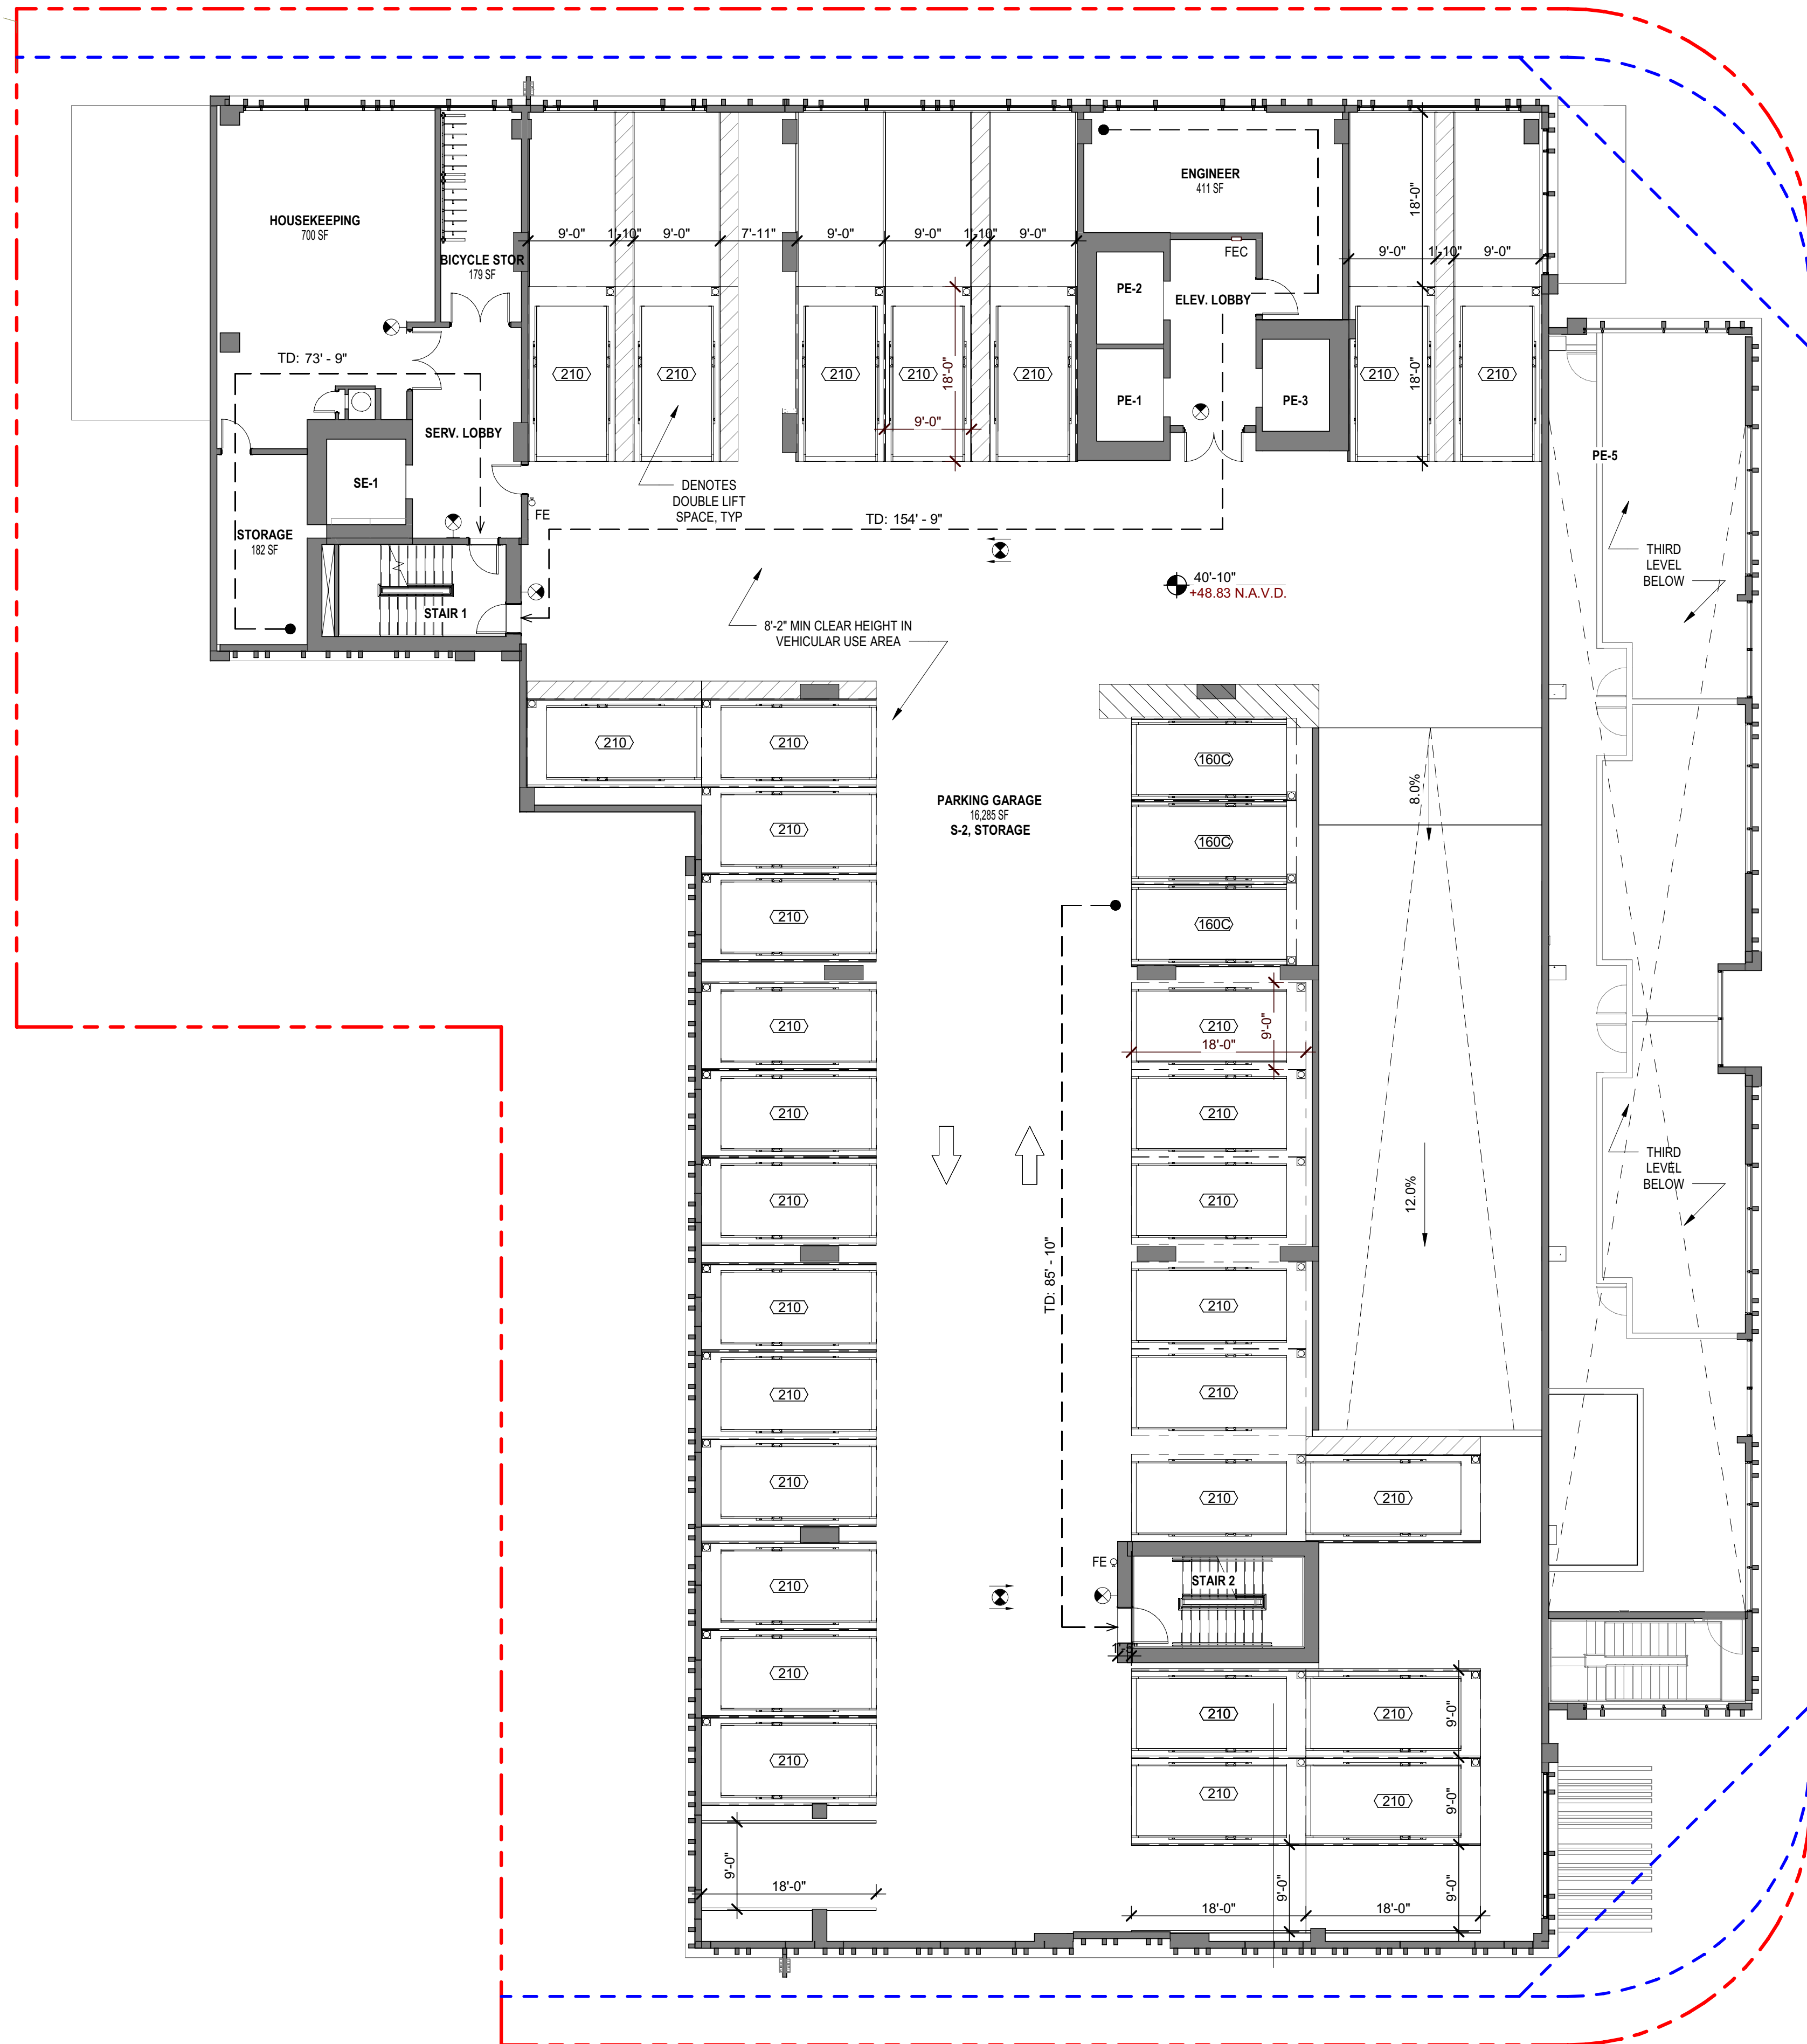 HOUSEKEEPING
700 SF
BICYCLE STOR
179 SF
ENGINEER
411 SF
9'-0"
1'-10"
9'-0"
7'-11"
9'-0"
9'-0"
1'-10"
9'-0"
18'-0"
9'-0"
1'-10"
9'-0"
FEC
PE-2
ELEV. LOBBY
TD: 73' - 9"
210
210
210
210
210
18'-0"
9'-0"
PE-1
PE-3
210
18'-0"
210
SERV. LOBBY
SE-1
FE
DENOTES
DOUBLE LIFT
SPACE, TYP
TD: 154' - 9"
PE-5
STORAGE
182 SF
STAIR 1
40'-10"
+48.83 N.A.V.D.
THIRD
LEVEL
BELOW
8'-2" MIN CLEAR HEIGHT IN
VEHICULAR USE AREA
210
210
160C
8.0%
PARKING GARAGE
16,285 SF
S-2, STORAGE
210
160C
210
160C
210
210
9'-0"
18'-0"
210
210
210
210
12.0%
THIRD
LEVEL
BELOW
TD: 85' - 10"
210
210
210
210
210
210
210
FE
STAIR 2
210
1'-5"
210
210
210
9'-0"
210
210
210
9'-0"
9'-0"
18'-0"
9'-0"
9'-0"
18'-0"
18'-0"